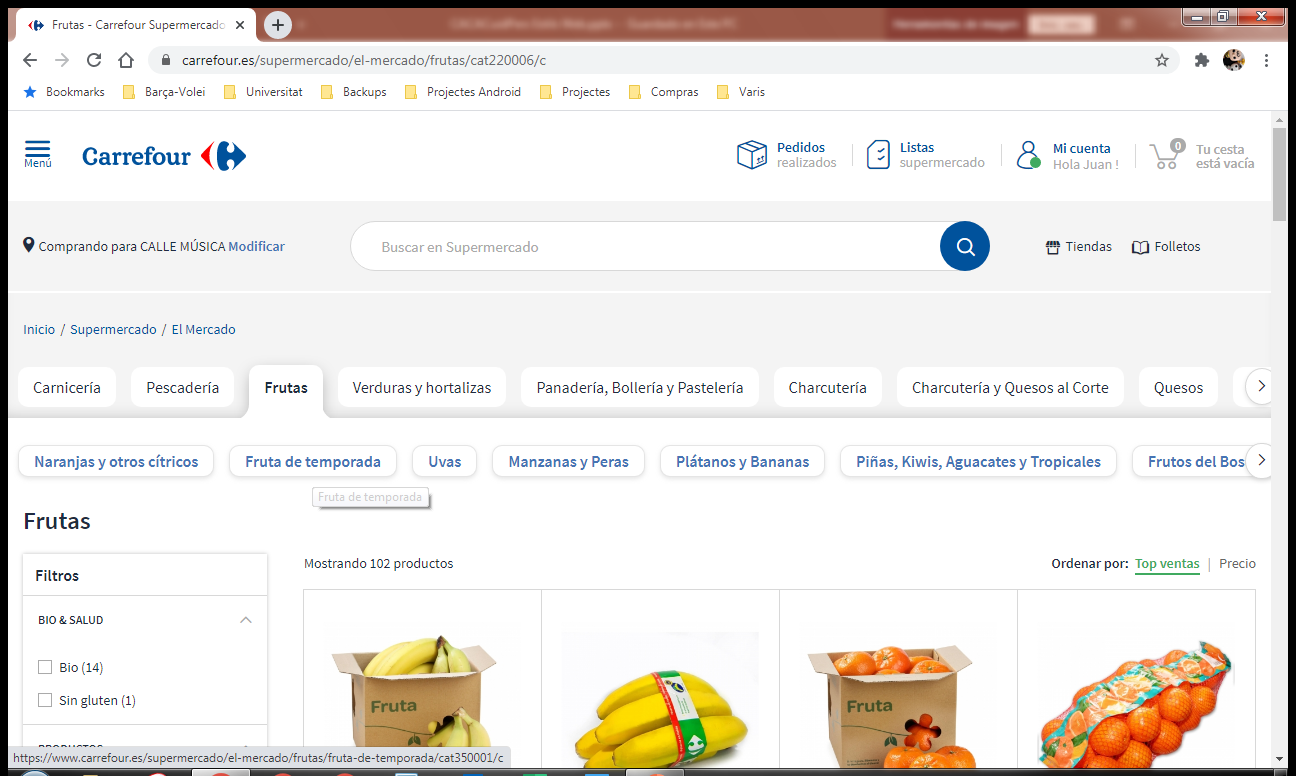 Frutas - Carrefour Supermercado
carrefour.es/supermercado/el-mercado/frutas/cat220006/c
Bookmarks Barça-Volei Universitat Backups Projectes Android Projectes Compras Varis
Menú
Carrefour
Pedidos
realizados
Listas
supermercado
Mi cuenta
Hola Juan !
0
Tu cesta
está vacía
Comprando para CALLE MÚSICA Modificar
Buscar en Supermercado
Tiendas Folletos
Inicio / Supermercado / El Mercado
Carnicería Pescadería Frutas Verduras y hortalizas Panadería, Bollería y Pastelería Charcutería Charcutería y Quesos al Corte Quesos
Naranjas y otros cítricos Fruta de temporada Uvas Manzanas y Peras Plátanos y Bananas Piñas, Kiwis, Aguacates y Tropicales Frutos del Bos
Fruta de temporada
Frutas
Filtros
Mostrando 102 productos
Ordenar por: Top ventas | Precio
BIO & SALUD
Bio (14)
Sin gluten (1)
Fruta
Fruta
https://www.carrefour.es/supermercado/el-mercado/frutas/fruta-de-temporada/cat350001/c